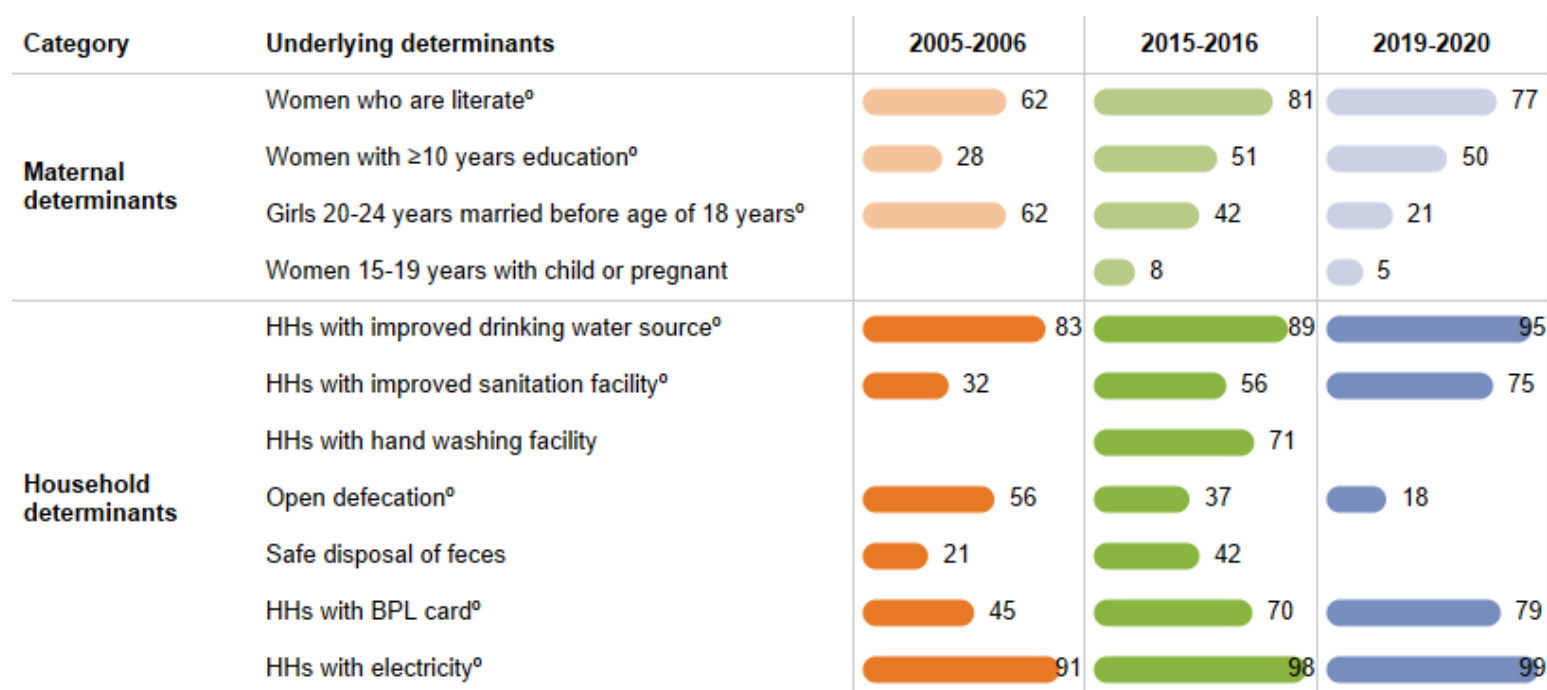 Category Underlying determinants 2005-2006 2015-2016 2019-2020
Women who are literateº 62 81 77
Women with ≥10 years educationº 28 51 50
Maternal
determinants
Girls 20-24 years married before age of 18 yearsº 62 42 21
Women 15-19 years with child or pregnant 8 5
HHs with improved drinking water sourceº 83 89 95
HHs with improved sanitation facilityº 32 56 75
HHs with hand washing facility 71
Household
determinants
Open defecationº 56 37 18
Safe disposal of feces 21 42
HHs with BPL cardº 45 70 79
HHs with electricityº 91 98 99